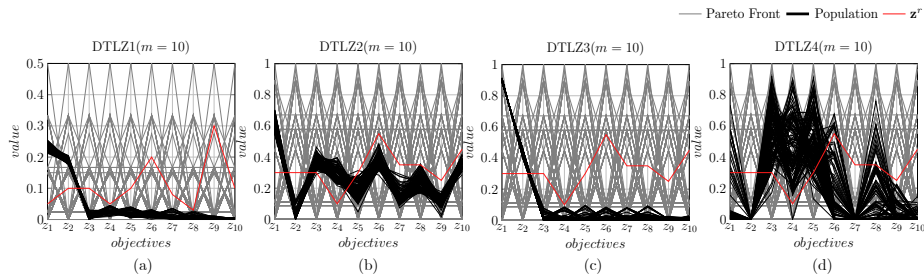 Pareto Front Population z^r
DTLZ1(m = 10) DTLZ2(m = 10) DTLZ3(m = 10) DTLZ4(m = 10)
0.5 1 1 1
0.4 0.8 0.8 0.8
0.3 0.6 0.6 0.6
0.2 0.4 0.4 0.4
0.1 0.2 0.2 0.2
0 0 0 0
value value value value
z1 z2 z3 z4 z5 z6 z7 z8 z9 z10 z1 z2 z3 z4 z5 z6 z7 z8 z9 z10 z1 z2 z3 z4 z5 z6 z7 z8 z9 z10 z1 z2 z3 z4 z5 z6 z7 z8 z9 z10
objectives objectives objectives objectives
(a) (b) (c) (d)